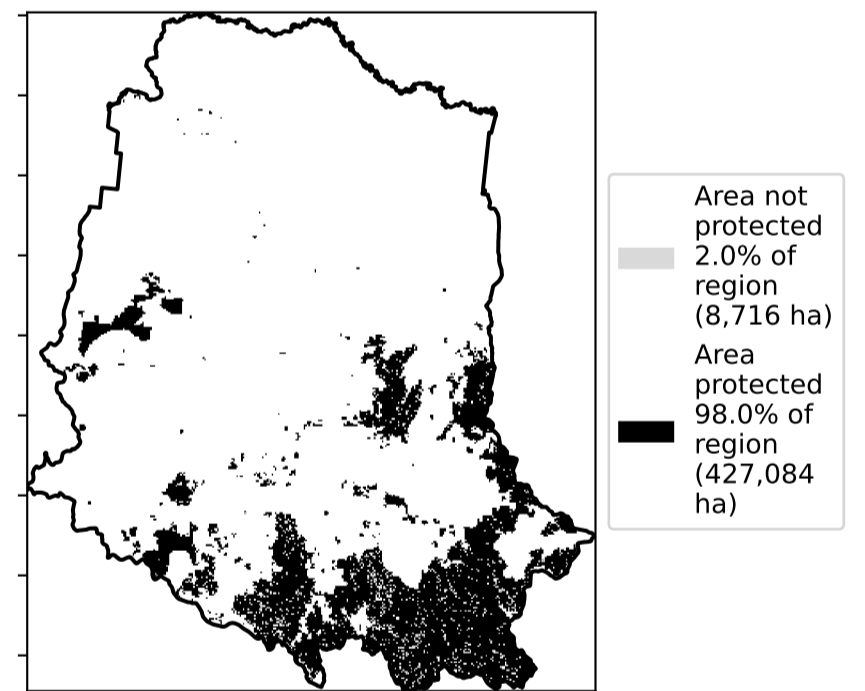 Area not
protected
2.0% of
region
(8,716 ha)
Area
protected
98.0% of
region
(427,084
ha)